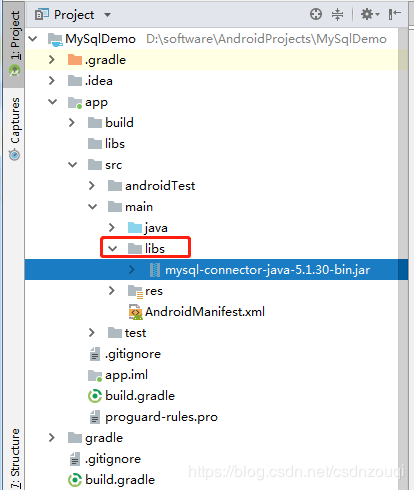 Project
MySqlDemo D:\software\AndroidProjects\MySqlDemo
.gradle
.idea
app
build
libs
src
androidTest
main
java
libs
mysql-connector-java-5.1.30-bin.jar
res
AndroidManifest.xml
test
.gitignore
app.iml
build.gradle
proguard-rules.pro
gradle
.gitignore
build.gradle
1: Project
Captures
7: Structure
https://blog.csdn.net/csdnzouqi